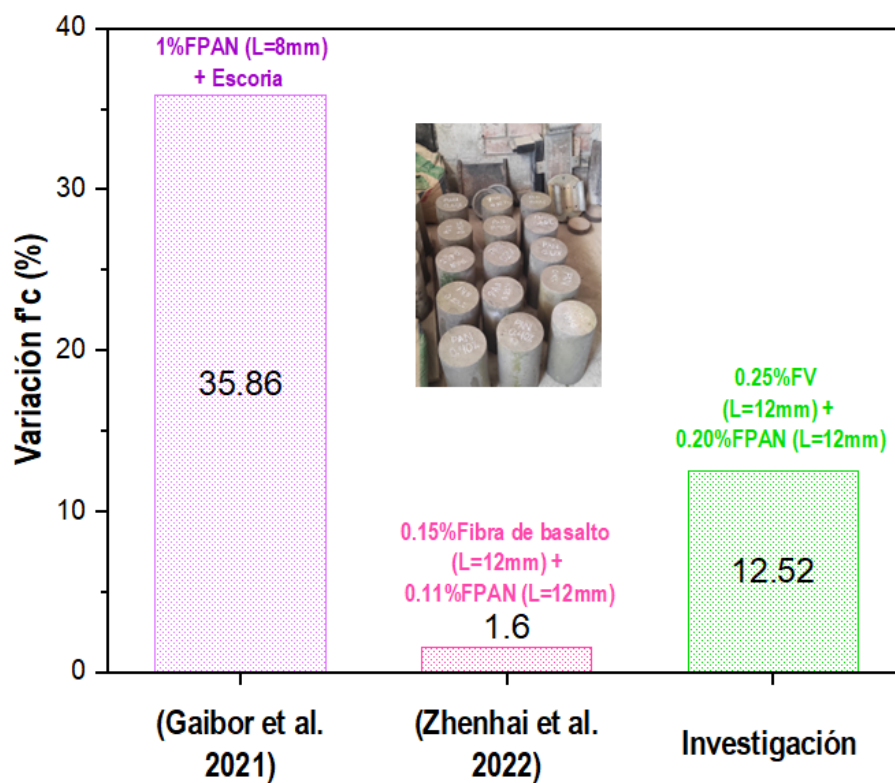 Variación f'c (%)
40
30
20
10
0
1%FPAN (L=8mm)
+ Escoria
35.86
0.15%Fibra de basalto
(L=12mm) +
0.11%FPAN (L=12mm)
1.6
0.25%FV
(L=12mm) +
0.20%FPAN (L=12mm)
12.52
(Gaibor et al.
2021)
(Zhenhai et al.
2022)
Investigación